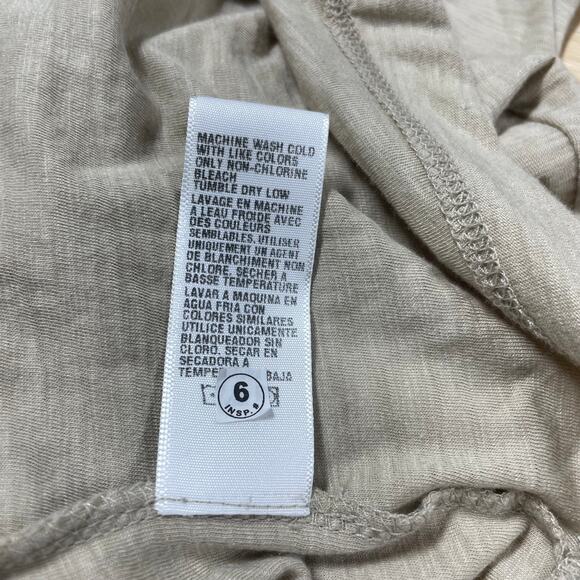 MACHINE WASH COLD
WITH LIKE COLORS
ONLY NON-CHLORINE
BLEACH
TUMBLE DRY LOW
LAVAGE EN MACHINE
A LEAU FROIDE AVEC
DES COULEURS
SEMBLABLES. UTILISER
UNIQUEMENT UN AGENT
DE BLANCHIMENT NON
CHLORE. SECHER A
BASSE TEMPERATURE
LAVAR A MAQUINA EN
AGUA FRIA CON
COLORES SIMILARES
UTILICE UNICAMENTE
BLANQUEADOR SIN
CLORO. SECAR EN
SECADORA A
BAJA
6
INSP. #